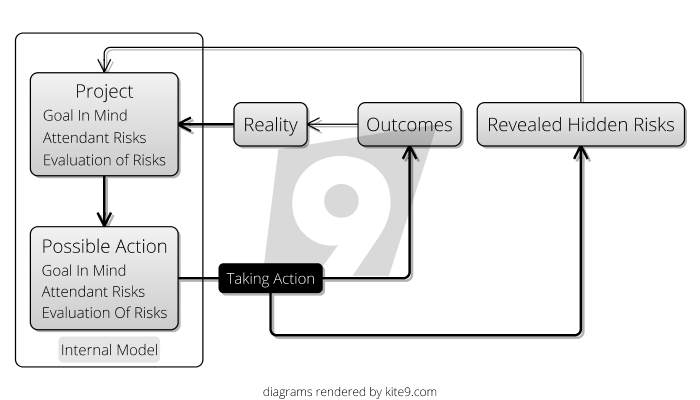 Project
Goal In Mind
Attendant Risks
Evaluation of Risks
Reality
Outcomes
Revealed Hidden Risks
Possible Action
Goal In Mind
Attendant Risks
Evaluation Of Risks
Taking Action
Internal Model
9
diagrams rendered by kite9.com